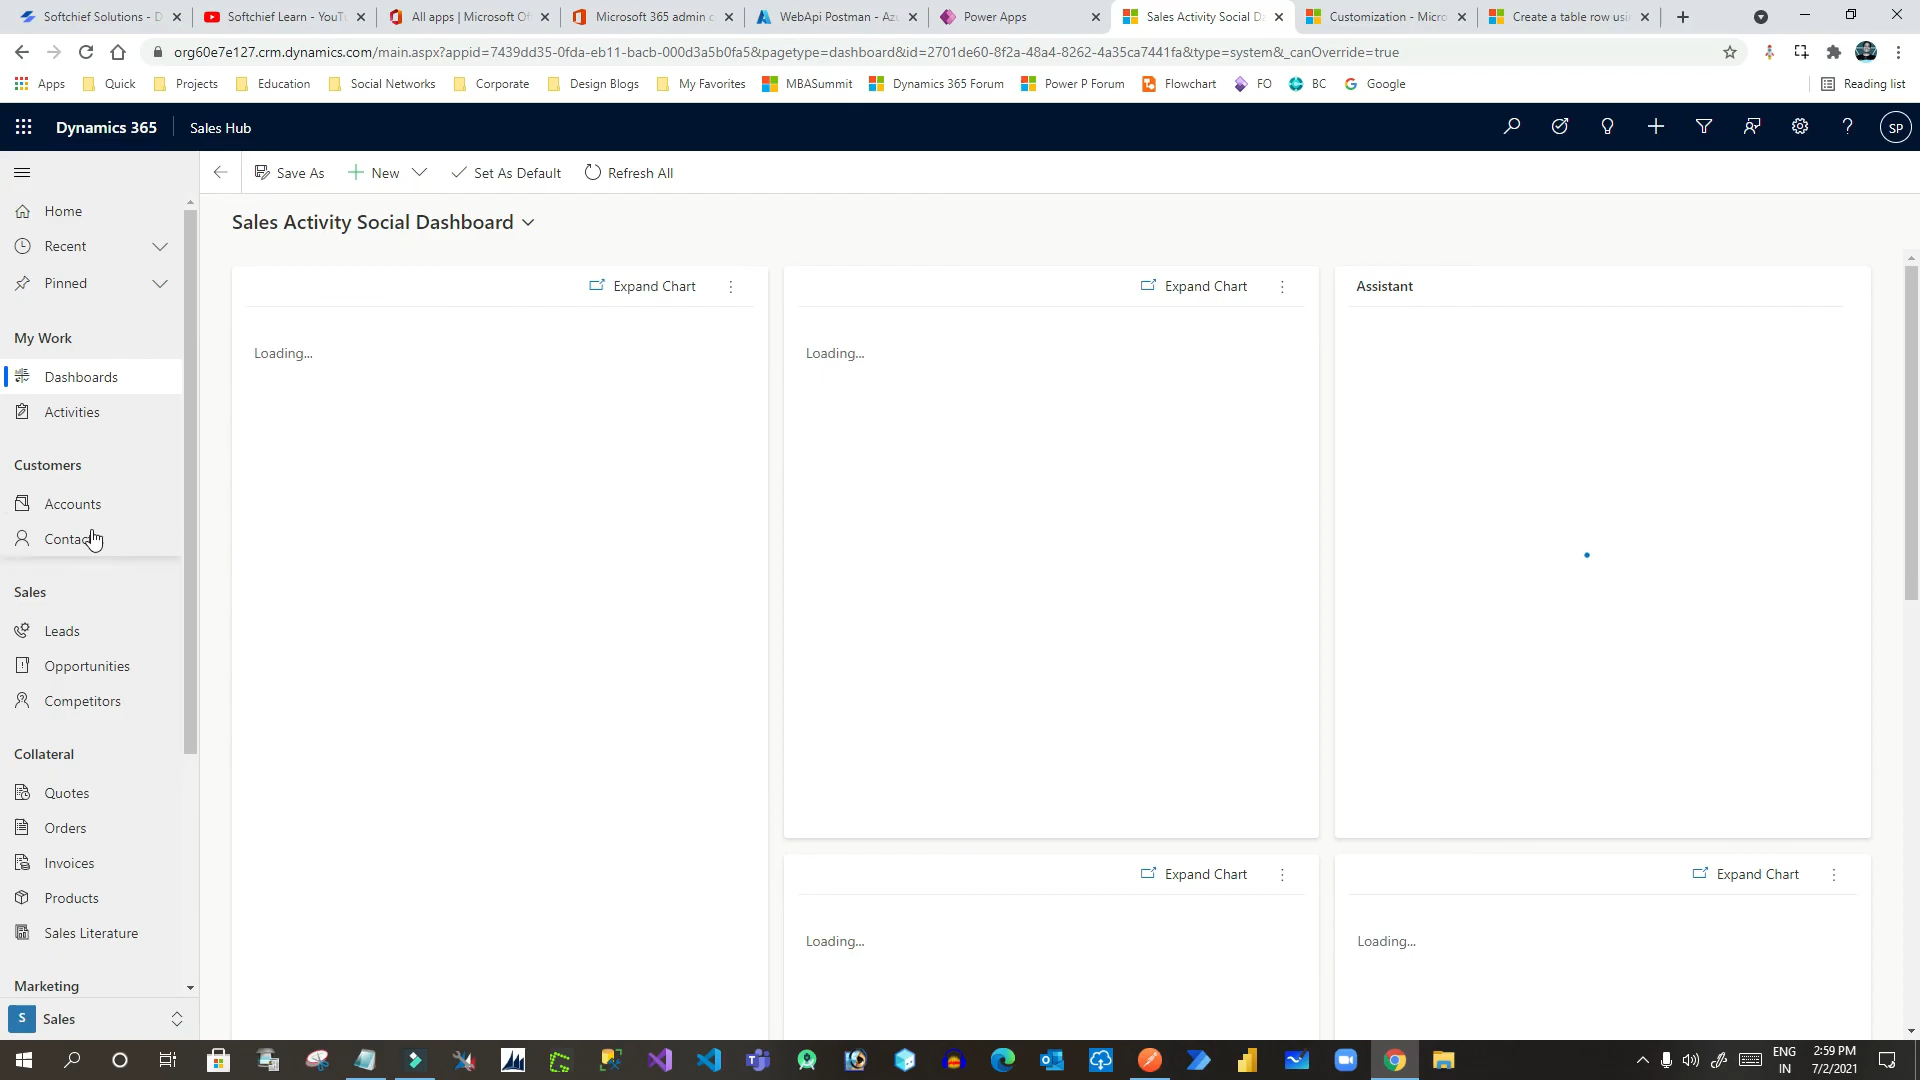 Softchief Solutions - D
Softchief Learn - YouTu
All apps | Microsoft Of
Microsoft 365 admin c
WebApi Postman - Azu
Power Apps
Sales Activity Social Da
Customization - Micro
Create a table row usin
org60e7e127.crm.dynamics.com/main.aspx?appid=7439dd35-0fda-eb11-bacb-000d3a5b0fa5&pagetype=dashboard&id=2701de60-8f2a-48a4-8262-4a35ca7441fa&type=system&_canOverride=true
Apps
Quick
Projects
Education
Social Networks
Corporate
Design Blogs
My Favorites
MBASummit
Dynamics 365 Forum
Power P Forum
Flowchart
FO
BC
Google
Reading list
Dynamics 365
Sales Hub
SP
Save As
New
Set As Default
Refresh All
Home
Recent
Pinned
My Work
Dashboards
Activities
Customers
Accounts
Contac
Sales
Leads
Opportunities
Competitors
Collateral
Quotes
Orders
Invoices
Products
Sales Literature
Marketing
S
Sales
Sales Activity Social Dashboard
Expand Chart
Loading...
Expand Chart
Loading...
Assistant
Expand Chart
Loading...
Expand Chart
Loading...
ENG
IN
2:59 PM
7/2/2021